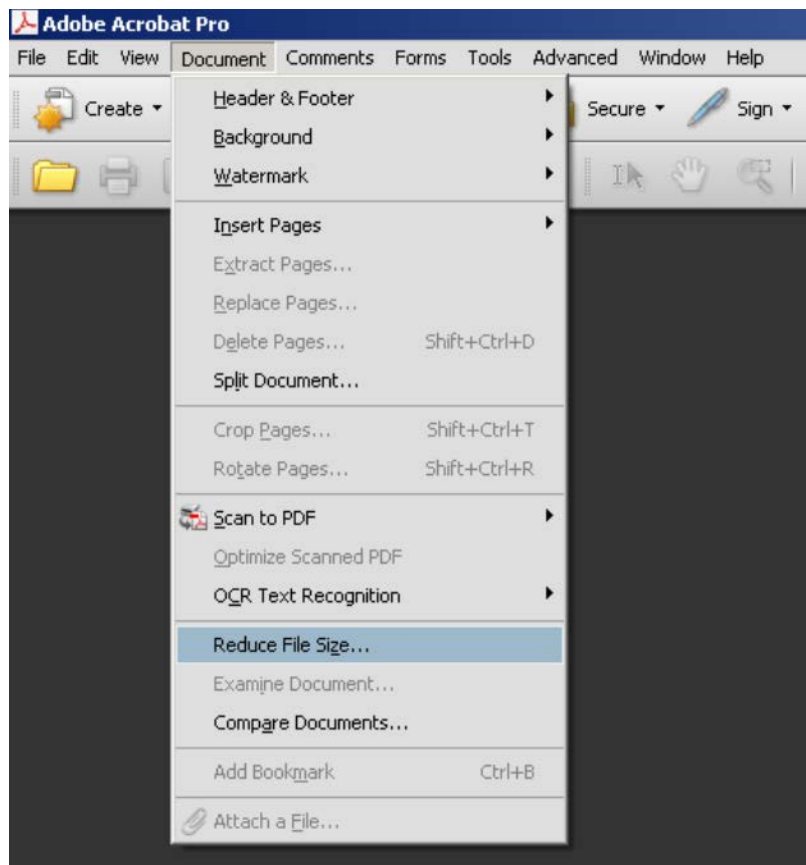 Adobe Acrobat Pro
File Edit View Document Comments Forms Tools Advanced Window Help
Create Secure Sign
Header & Footer
Background
Watermark
Insert Pages
Extract Pages...
Replace Pages...
Delete Pages... Shift+Ctrl+D
Split Document...
Crop Pages... Shift+Ctrl+T
Rotate Pages... Shift+Ctrl+R
Scan to PDF
Optimize Scanned PDF
OCR Text Recognition
Reduce File Size...
Examine Document...
Compare Documents...
Add Bookmark Ctrl+B
Attach a File...